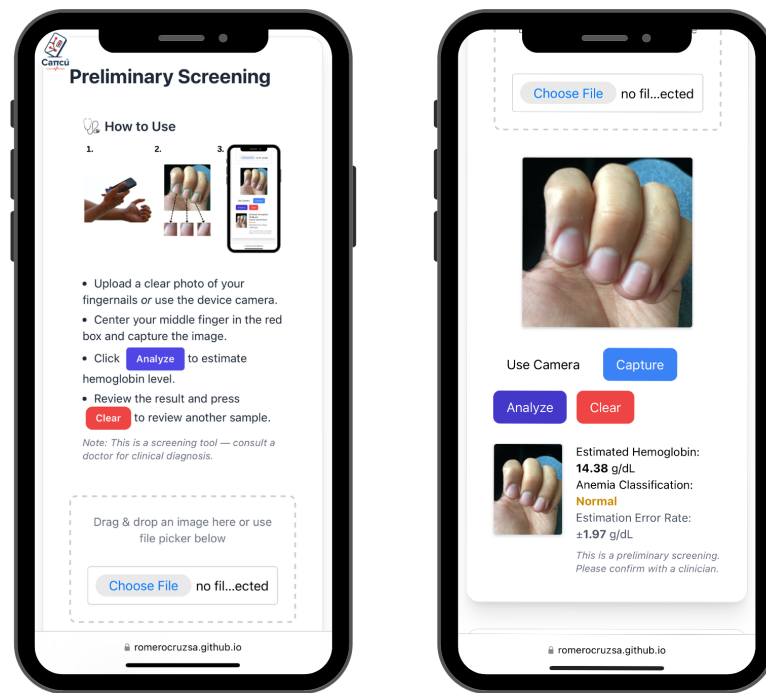 Cancú
Preliminary Screening
How to Use
1. 2. 3.
• Upload a clear photo of your
fingernails or use the device camera.
• Center your middle finger in the red
box and capture the image.
• Click Analyze to estimate
hemoglobin level.
• Review the result and press
Clear to review another sample.
Note: This is a screening tool — consult a
doctor for clinical diagnosis.
Drag & drop an image here or use
file picker below
Choose File no fil...ected
romerocruzsa.github.io
Choose File no fil...ected
Use Camera Capture
Analyze Clear
Estimated Hemoglobin:
14.38 g/dL
Anemia Classification:
Normal
Estimation Error Rate:
±1.97 g/dL
This is a preliminary screening.
Please confirm with a clinician.
romerocruzsa.github.io